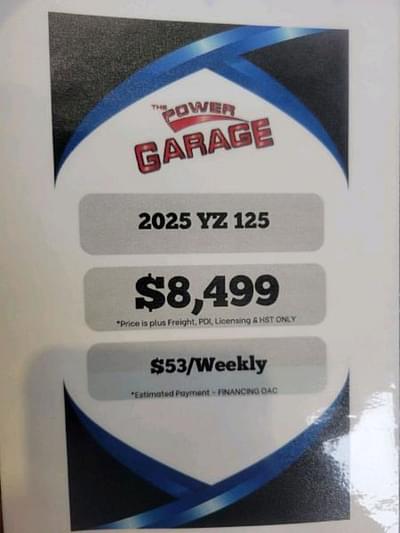 THE POWER
GARAGE
2025 YZ 125
$8,499
*Price is plus Freight, PDI, Licensing & HST ONLY
$53/Weekly
*Estimated Payment - FINANCING OAC